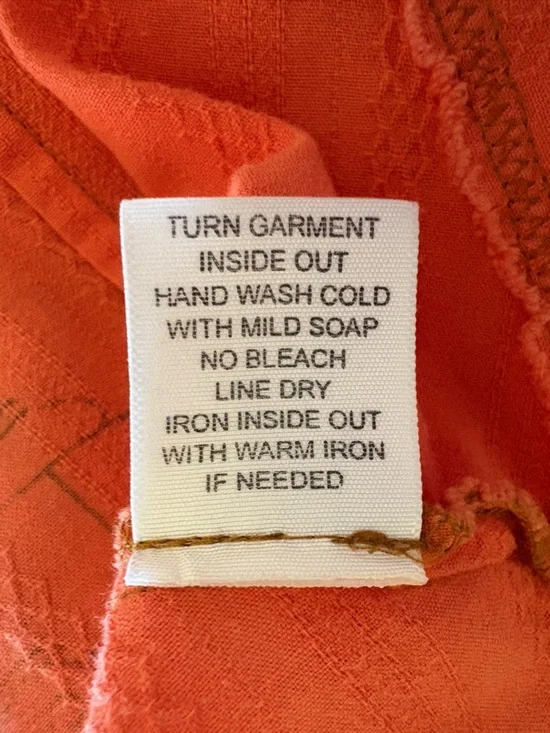 TURN GARMENT
INSIDE OUT
HAND WASH COLD
WITH MILD SOAP
NO BLEACH
LINE DRY
IRON INSIDE OUT
WITH WARM IRON
IF NEEDED